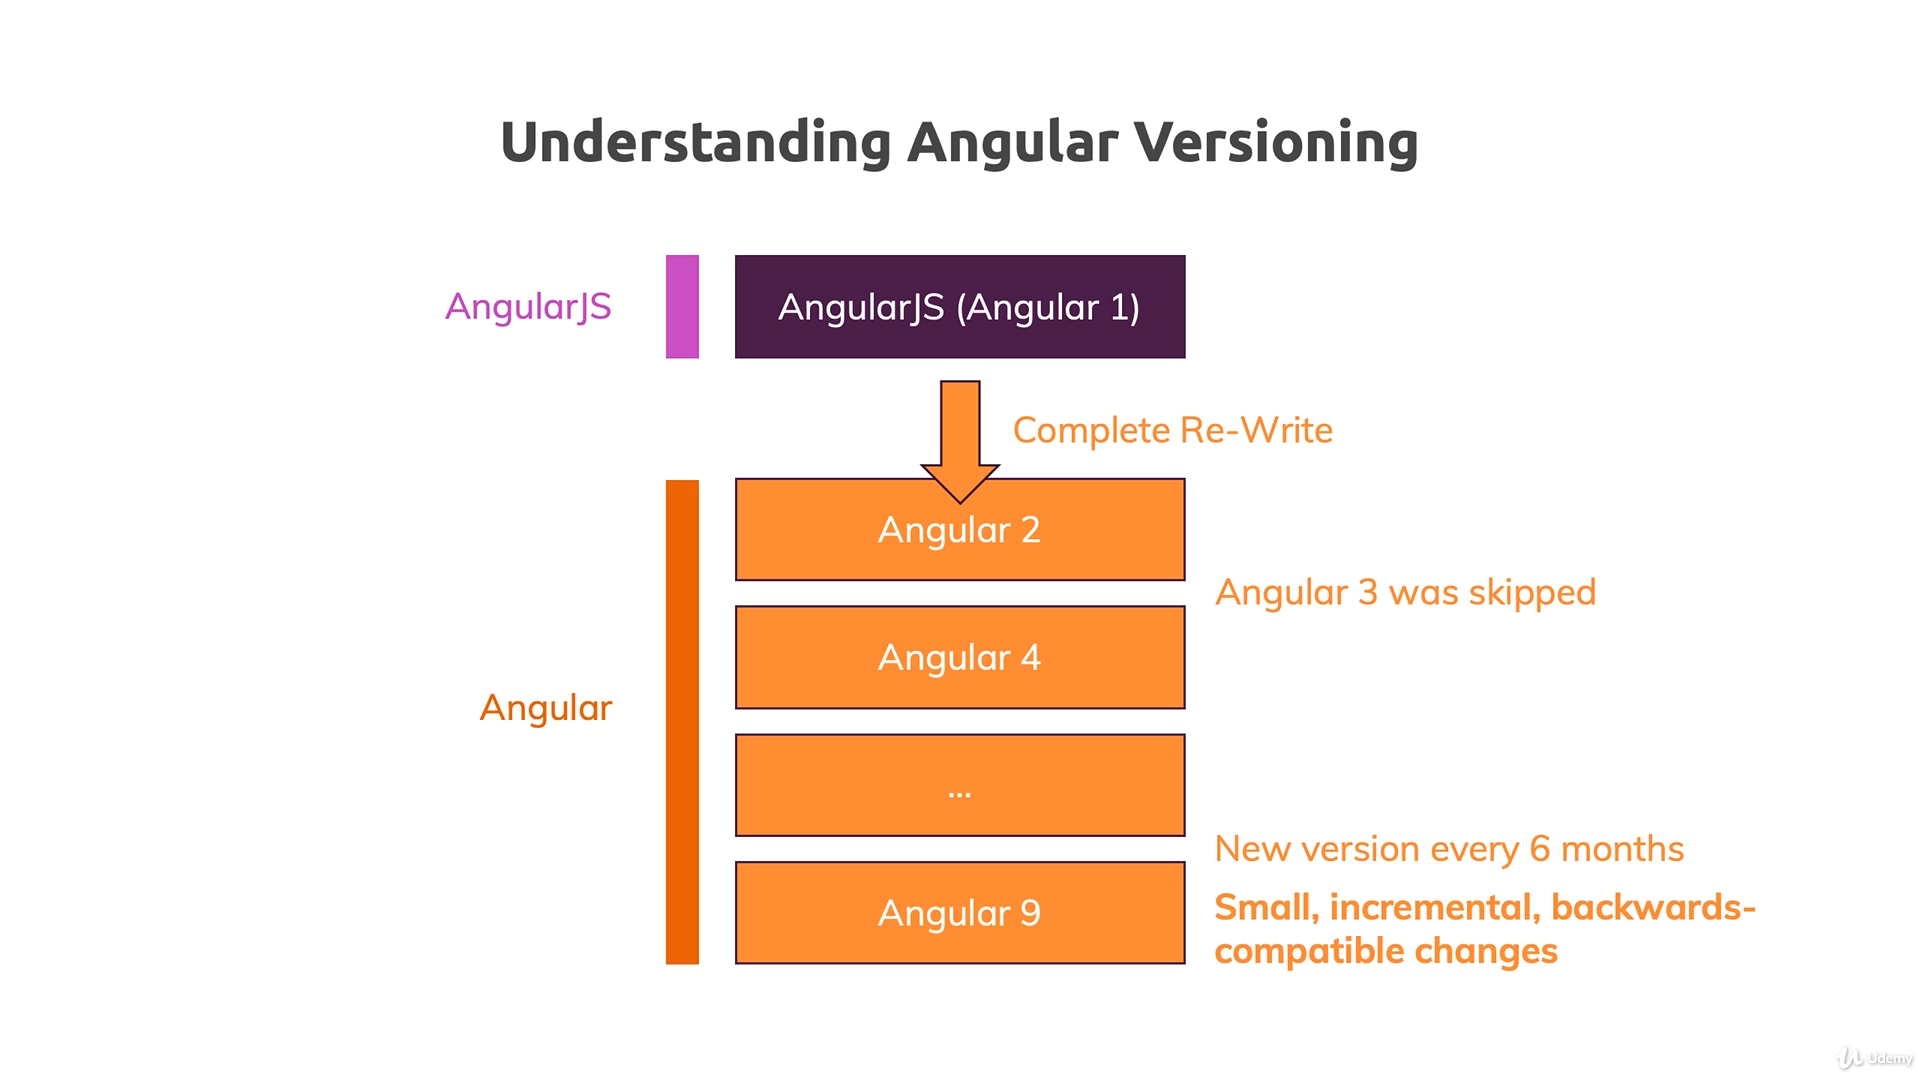 Understanding Angular Versioning
AngularJS
AngularJS (Angular 1)
Complete Re-Write
Angular 2
Angular 3 was skipped
Angular 4
Angular
...
New version every 6 months
Angular 9
Small, incremental, backwards-
compatible changes
Udemy